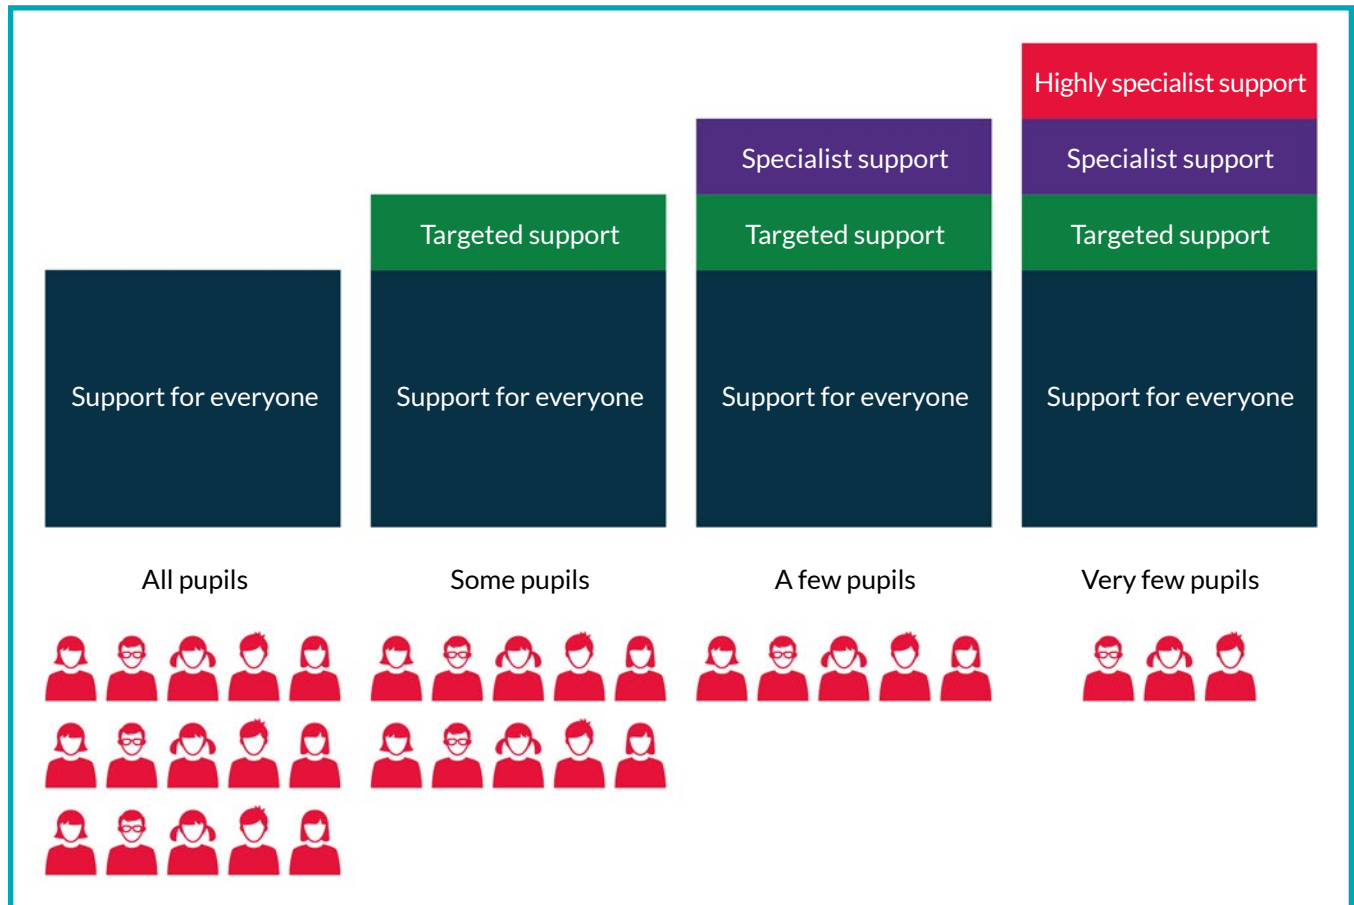 Highly specialist support
Specialist support
Specialist support
Targeted support
Targeted support
Targeted support
Support for everyone
Support for everyone
Support for everyone
Support for everyone
All pupils
Some pupils
A few pupils
Very few pupils